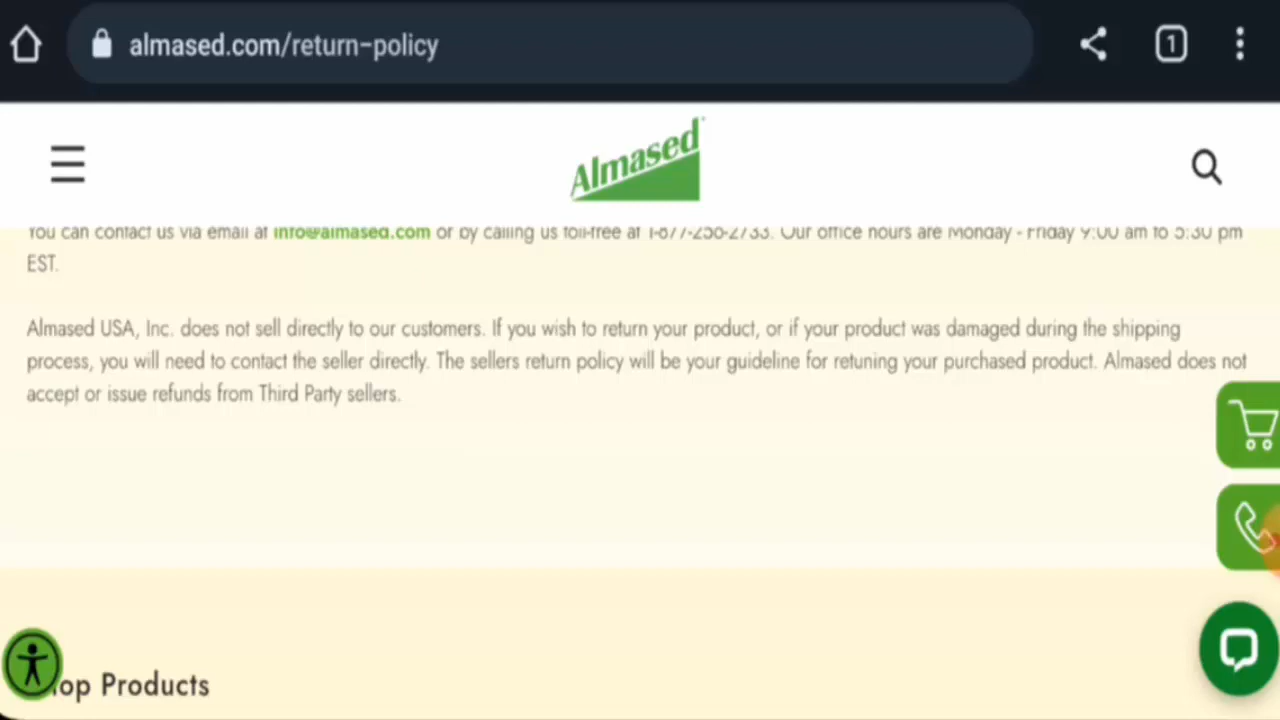 almased.com/return-policy
1
Almased
You can contact us via email at info@almased.com or by calling us toll-free at 1-877-256-2733. Our office hours are Monday - Friday 9:00 am to 5:30 pm
EST.
Almased USA, Inc. does not sell directly to our customers. If you wish to return your product, or if your product was damaged during the shipping
process, you will need to contact the seller directly. The sellers return policy will be your guideline for retuning your purchased product. Almased does not
accept or issue refunds from Third Party sellers.
op Products